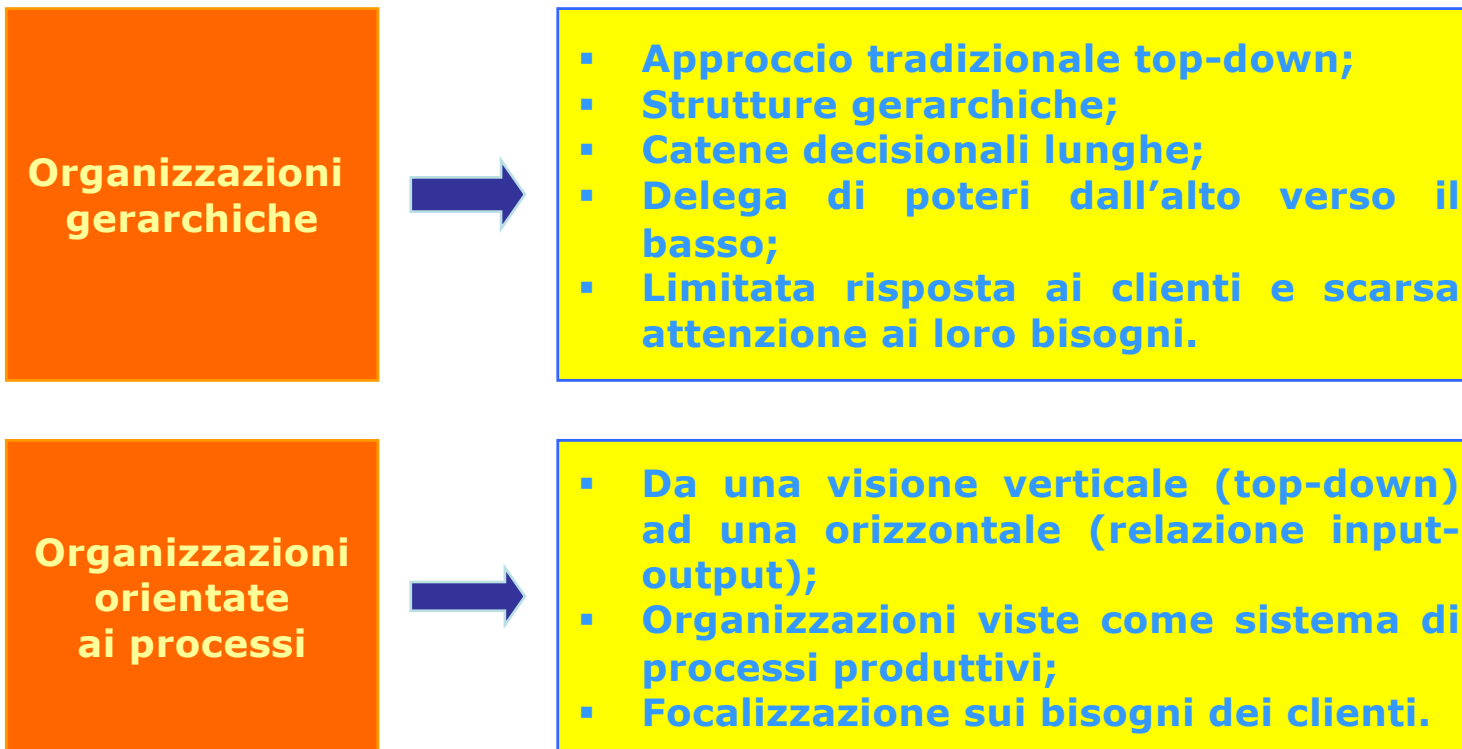 Organizzazioni
gerarchiche
▪ Approccio tradizionale top-down;
▪ Strutture gerarchiche;
▪ Catene decisionali lunghe;
▪ Delega di poteri dall’alto verso il
basso;
▪ Limitata risposta ai clienti e scarsa
attenzione ai loro bisogni.
Organizzazioni
orientate
ai processi
▪ Da una visione verticale (top-down)
ad una orizzontale (relazione input-
output);
▪ Organizzazioni viste come sistema di
processi produttivi;
▪ Focalizzazione sui bisogni dei clienti.